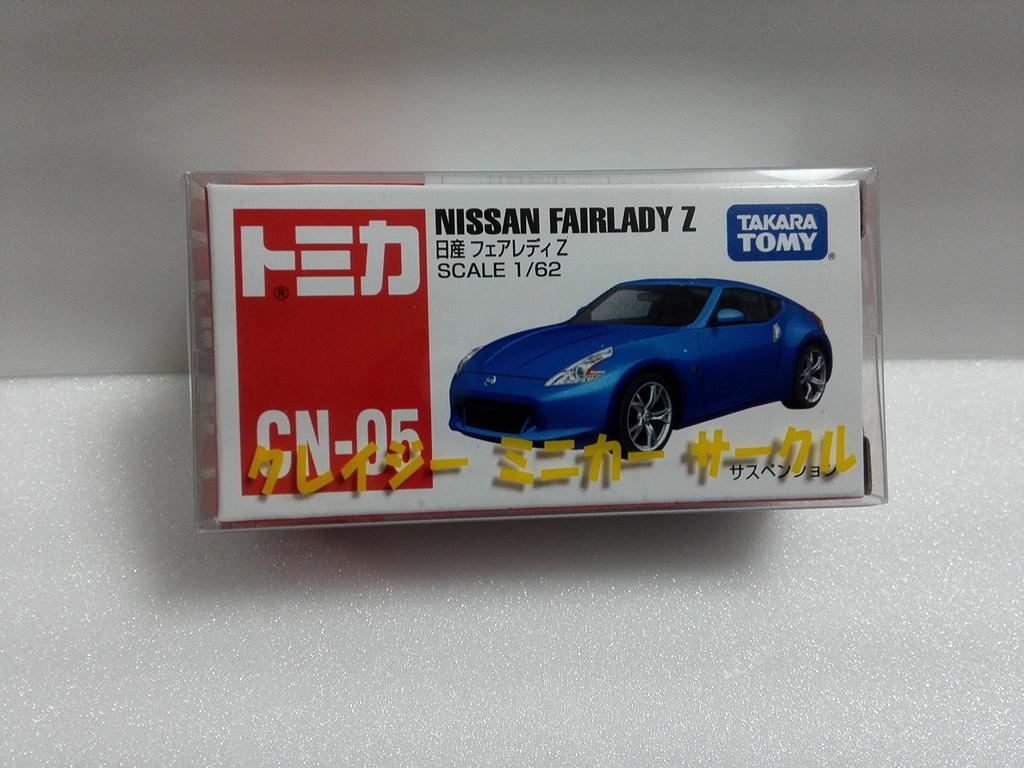 トミカ
®
CN-05
NISSAN FAIRLADY Z
日産 フェアレディ Z
SCALE 1/62
TAKARA
TOMY
®
サスペンション
クレイジー ミニカー サークル